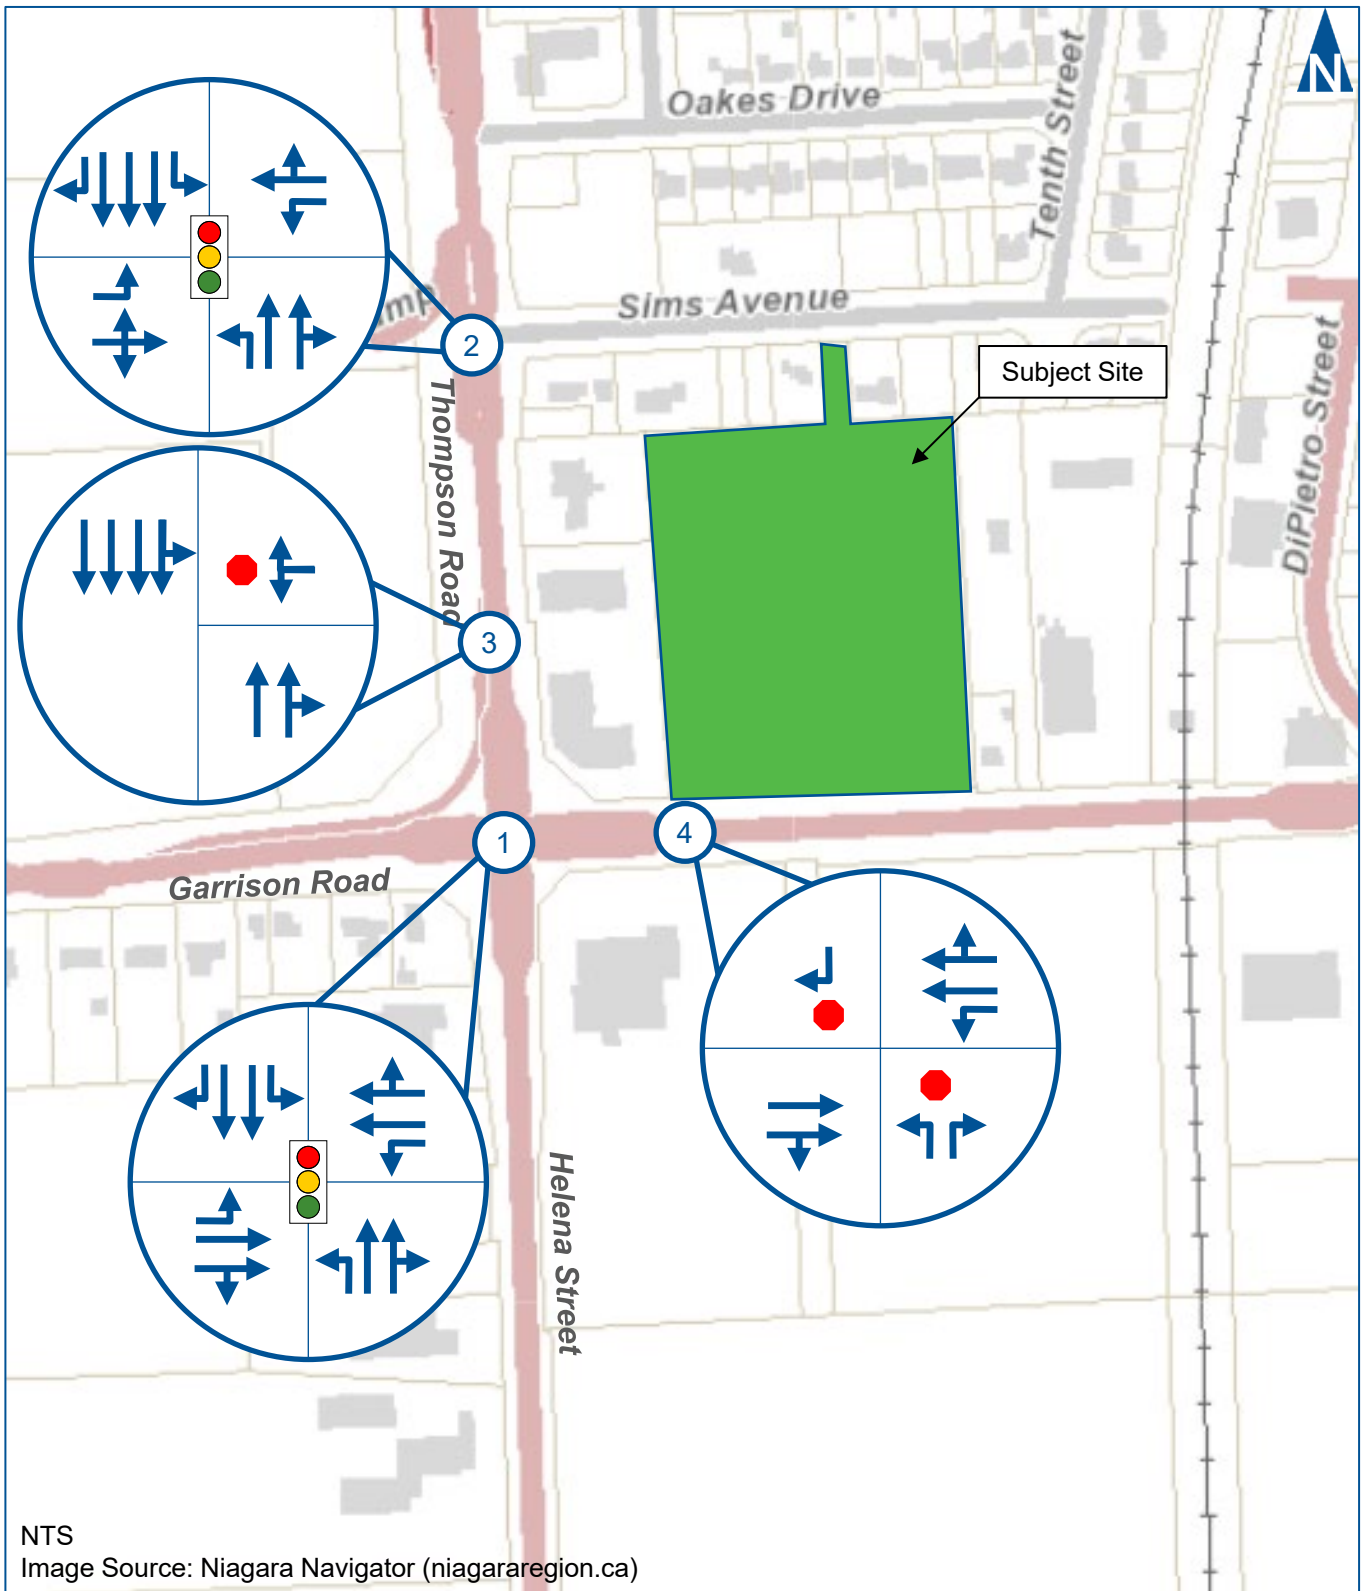 N
Oakes Drive
Tenth Street
Sims Avenue
mp
2
Subject Site
Thompson Road
DiPietro Street
3
1
4
Garrison Road
Helena Street
NTS
Image Source: Niagara Navigator (niagararegion.ca)